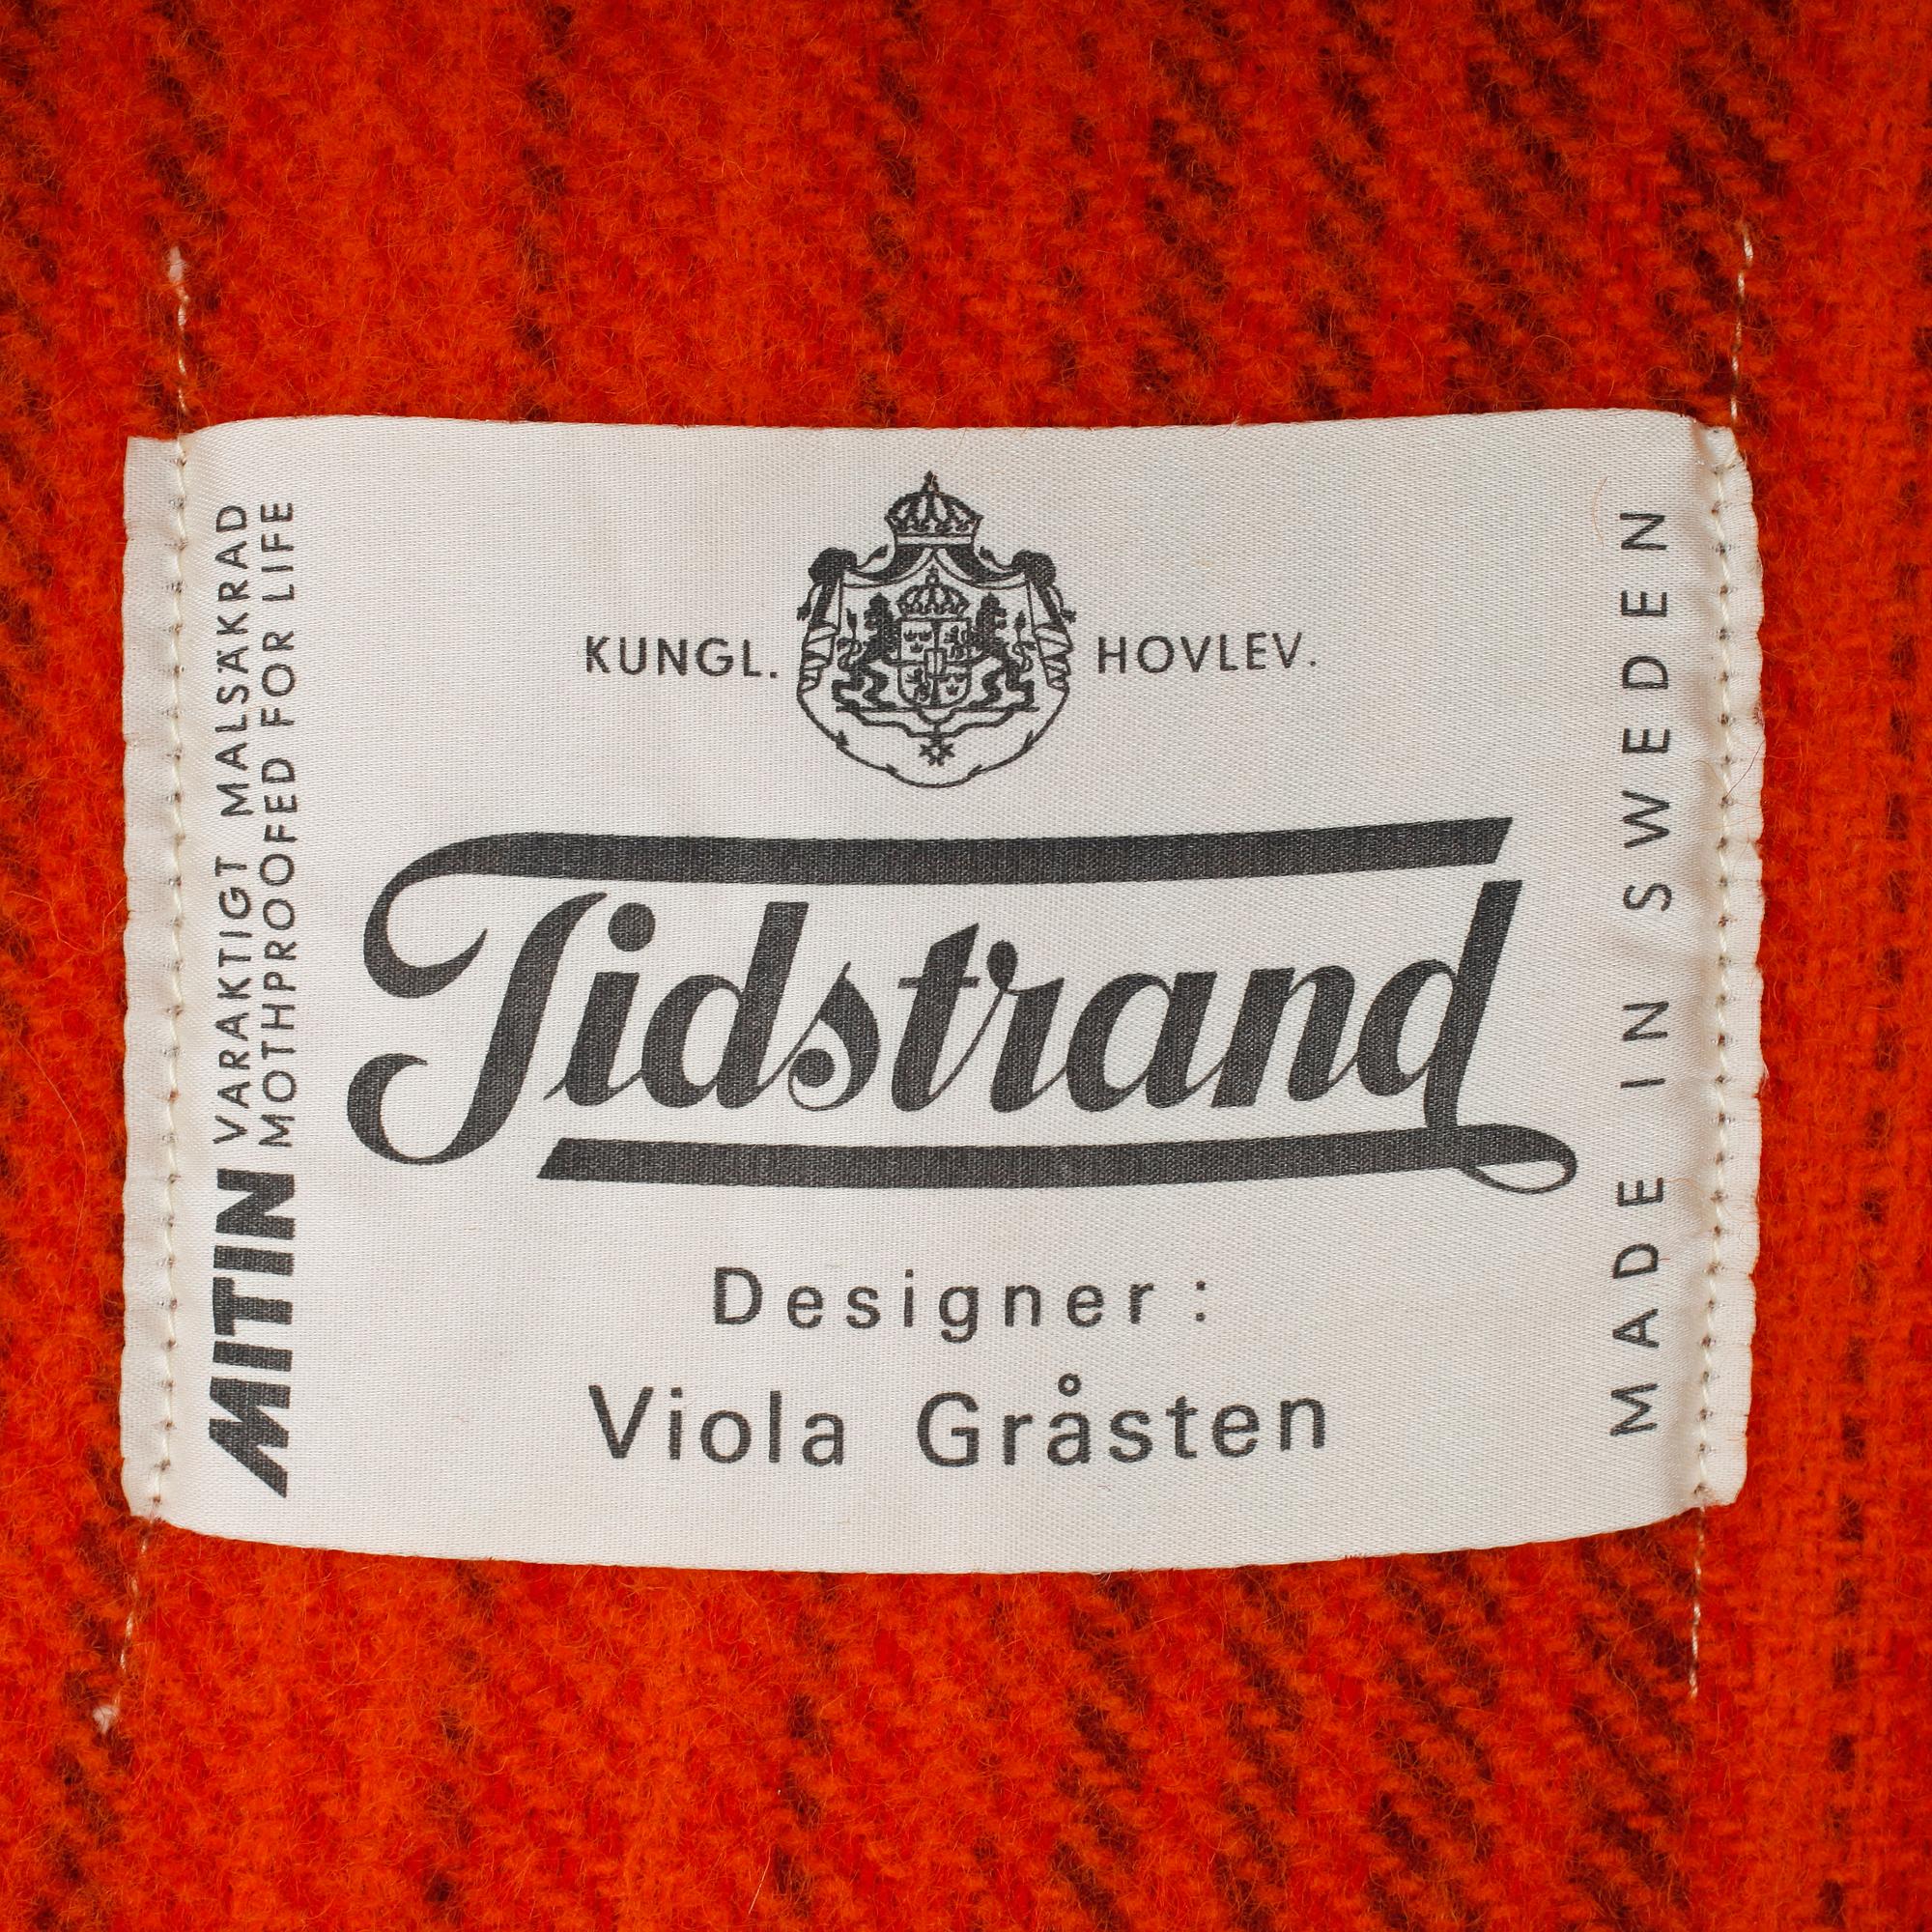 KUNGL. HOVLEV.
Tidstrand
Designer :
Viola Gråsten
MITIN VARAKTIGT MALSÄKRAD
MOTHPROOFED FOR LIFE
MADE IN SWEDEN